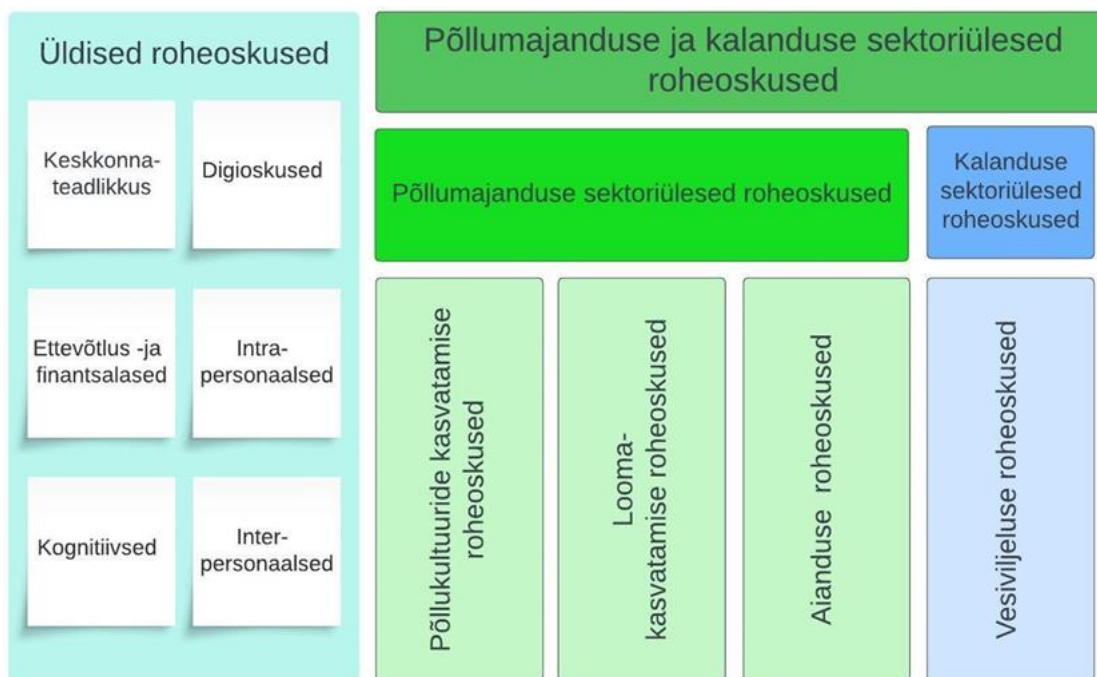 Üldised roheoskused
Keskkonna-
teadlikkus
Digioskused
Ettevõtlus -ja
finantsalased
Intra-
personaalsed
Kognitiivsed
Inter-
personaalsed
Põllumajanduse ja kalanduse sektoriülesed
roheoskused
Põllumajanduse sektoriülesed roheoskused
Kalanduse
sektoriülesed
roheoskused
Põllukultuuride kasvatamise
roheoskused
Looma-
kasvatamise roheoskused
Aianduse roheoskused
Vesiviljeluse roheoskused